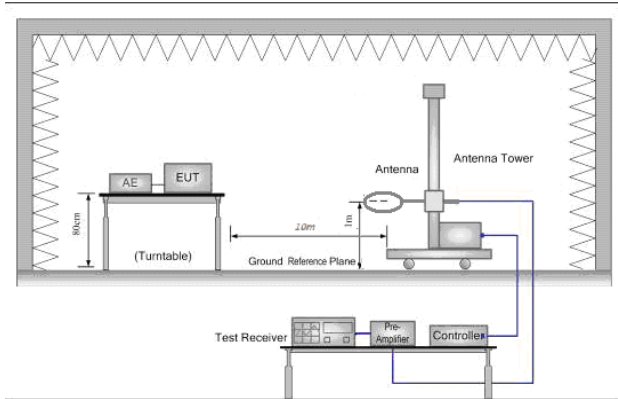 Antenna
Antenna Tower
AE
EUT
80cm
(Turntable)
10m
1m
Ground Reference Plane
Test Receiver
Pre-
Amplifier
Controller